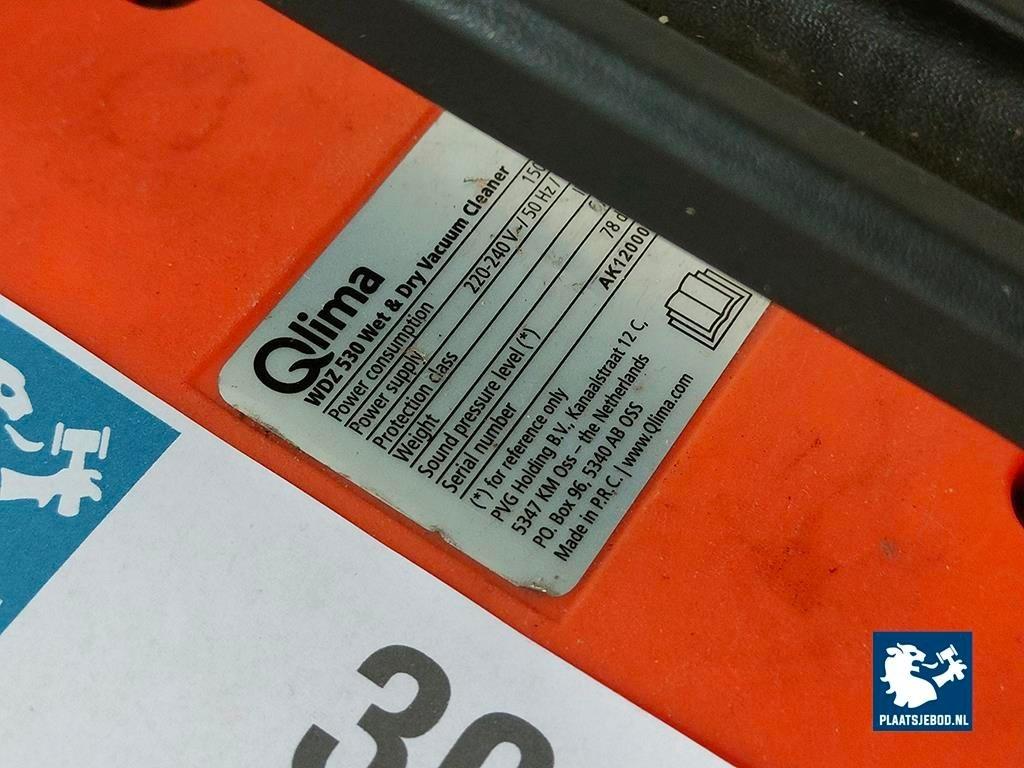 Qlima
WDZ 530 Wet & Dry Vacuum Cleaner
Power consumption 150
Power supply 220-240 V~/ 50 Hz /
Protection class
Weight
Sound pressure level (*) 78 d
Serial number AK12000
(*) for reference only
PVG Holding B.V., Kanaalstraat 12 C,
5347 KM Oss – the Netherlands
PO. Box 96, 5340 AB OSS
Made in P.R.C. | www.Qlima.com
PLAATSJEBOD.NL